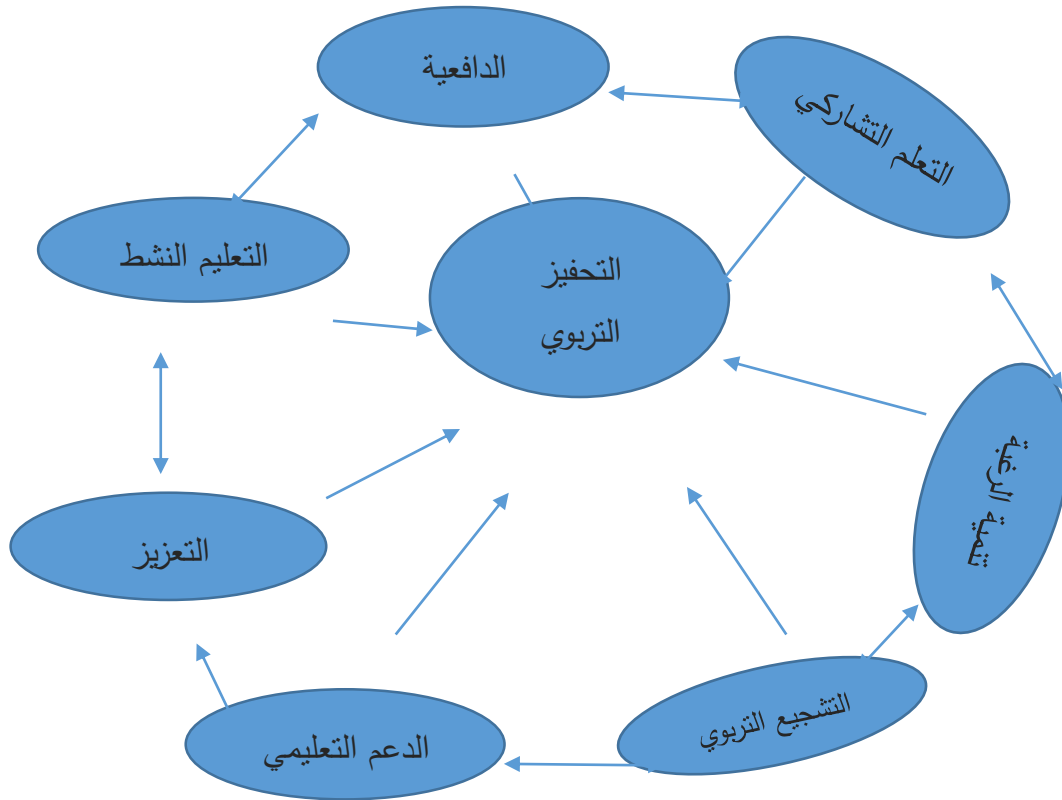 الدافعية
التعلم التشاركي
التعليم النشط
التحفيز
التربوي
تنمية الرغبة
التعزيز
التشجيع التربوي
الدعم التعليمي